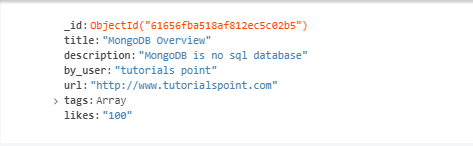 _id: ObjectId("61656fba518af812ec5c02b5")
title: "MongoDB Overview"
description: "MongoDB is no sql database"
by_user: "tutorials point"
url: "http://www.tutorialspoint.com"
> tags: Array
likes: "100"